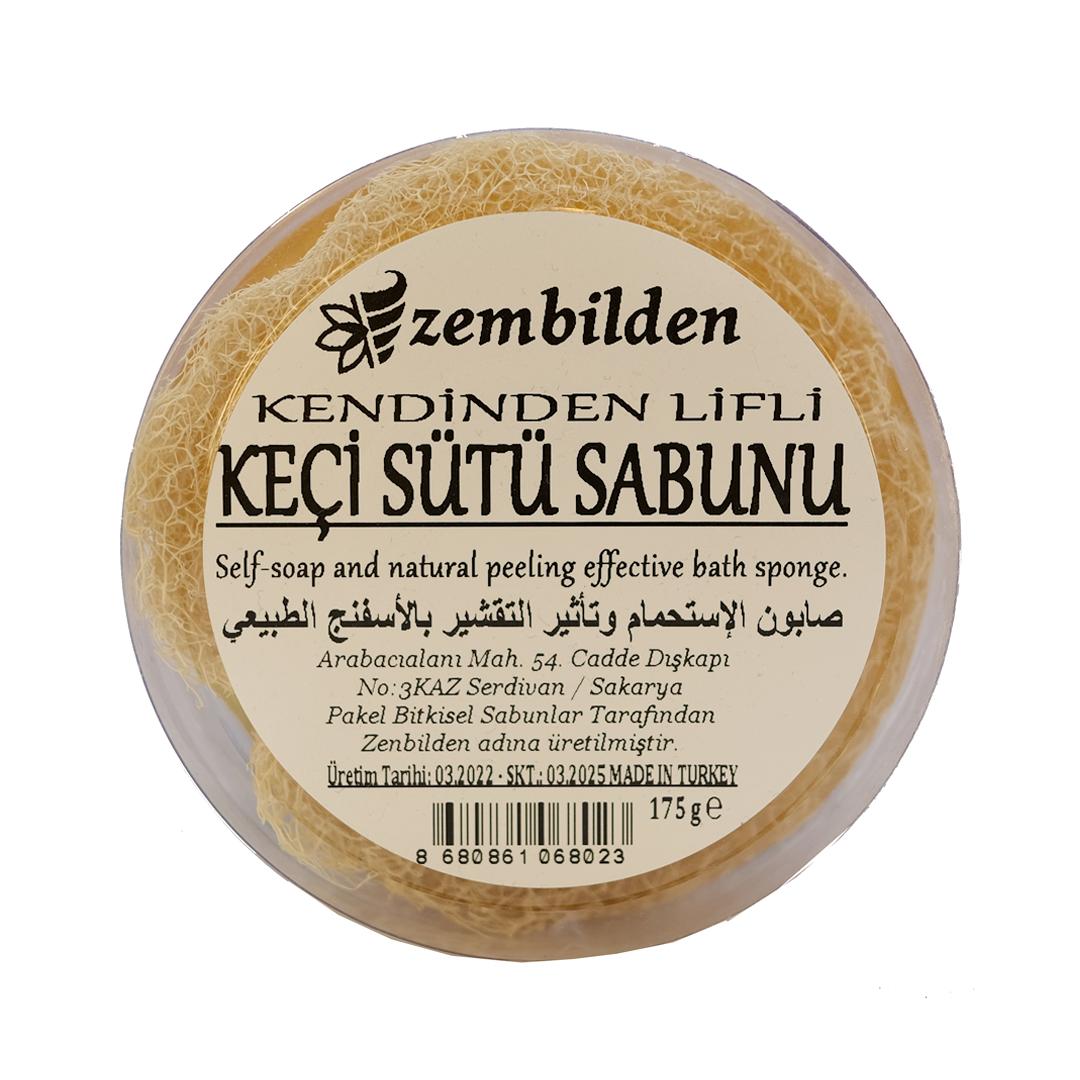 zembilden
KENDİNDEN LİFLİ
KEÇİ SÜTÜ SABUNU
Self-soap and natural peeling effective bath sponge.
صابون الإستحمام وتأثير التقشير بالأسفنج الطبيعي
Arabacıalanı Mah. 54. Cadde Dışkapı
No:3KAZ Serdivan / Sakarya
Pakel Bitkisel Sabunlar Tarafından
Zenbilden adına üretilmiştir.
Üretim Tarihi: 03.2022 - SKT.: 03.2025 MADE IN TURKEY
175 g e
8 680861 068023